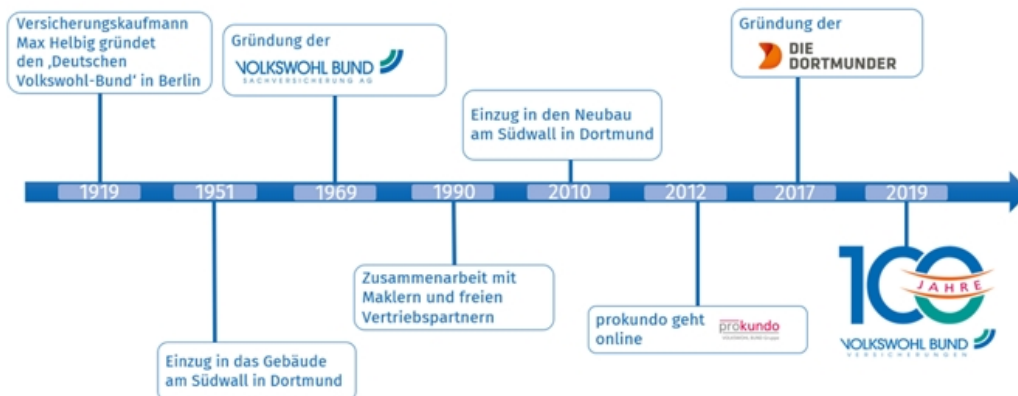 Versicherungskaufmann
Max Helbig gründet
den ‚Deutschen
Volkswohl-Bund‘ in Berlin
Gründung der
VOLKSWOHL BUND
SACHVERSICHERUNG AG
Einzug in den Neubau
am Südwall in Dortmund
Gründung der
DIE
DORTMUNDER
1919
1951
1969
1990
2010
2012
2017
2019
Einzug in das Gebäude
am Südwall in Dortmund
Zusammenarbeit mit
Maklern und freien
Vertriebspartnern
prokundo geht
online
prokundo
VOLKSWOHL BUND Gruppe
100
JAHRE
VOLKSWOHL BUND
VERSICHERUNGEN